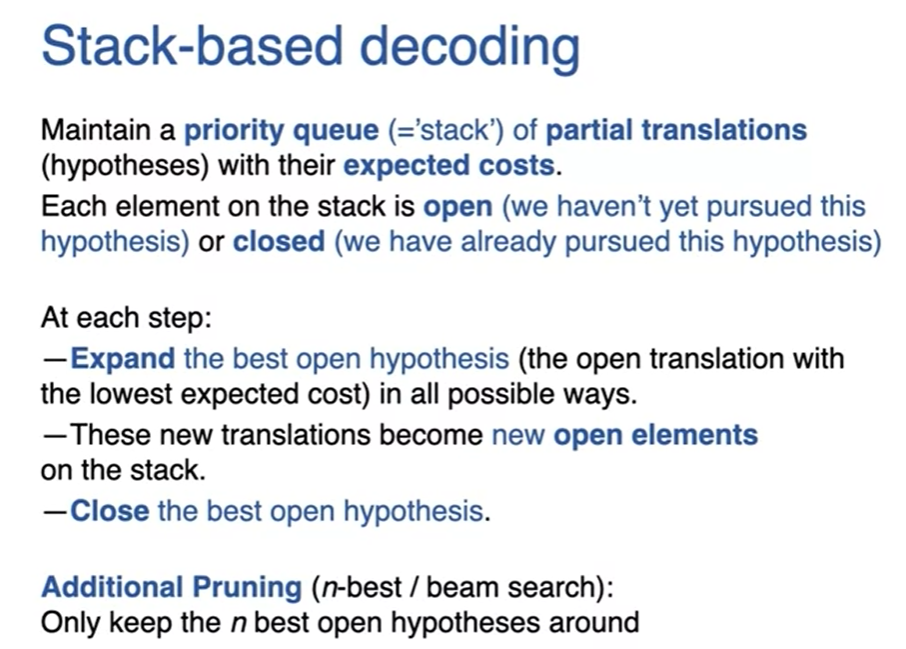 Stack-based decoding
Maintain a priority queue (='stack') of partial translations
(hypotheses) with their expected costs.
Each element on the stack is open (we haven't yet pursued this
hypothesis) or closed (we have already pursued this hypothesis)
At each step:
—Expand the best open hypothesis (the open translation with
the lowest expected cost) in all possible ways.
—These new translations become new open elements
on the stack.
—Close the best open hypothesis.
Additional Pruning (n-best / beam search):
Only keep the n best open hypotheses around